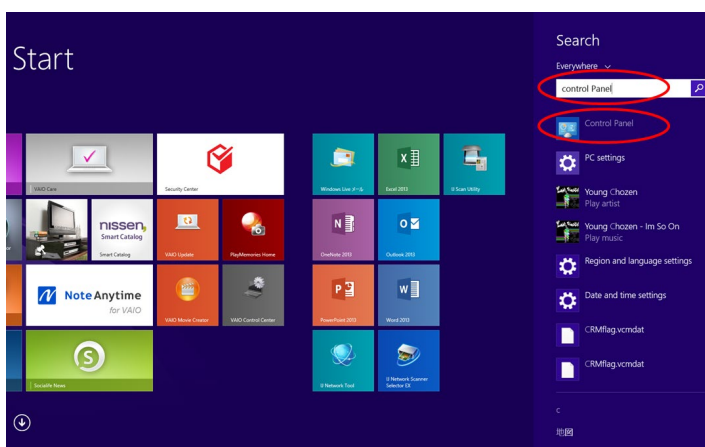 Start
VAIO Care
Security Center
nissen,
Smart Catalog
Smart Catalog
VAIO Update
PlayMemories Home
Note Anytime
for VAIO
VAIO Movie Creator
VAIO Control Center
Socialife News
Windows Live メール
Excel 2013
IJ Scan Utility
OneNote 2013
Outlook 2013
PowerPoint 2013
Word 2013
IJ Network Tool
IJ Network Scanner
Selector EX
Search
Everywhere
control Panel
Control Panel
PC settings
Young Chozen
Play artist
Young Chozen - Im So On
Play music
Region and language settings
Date and time settings
CRMflag.vcmdat
CRMflag.vcmdat
C
地図